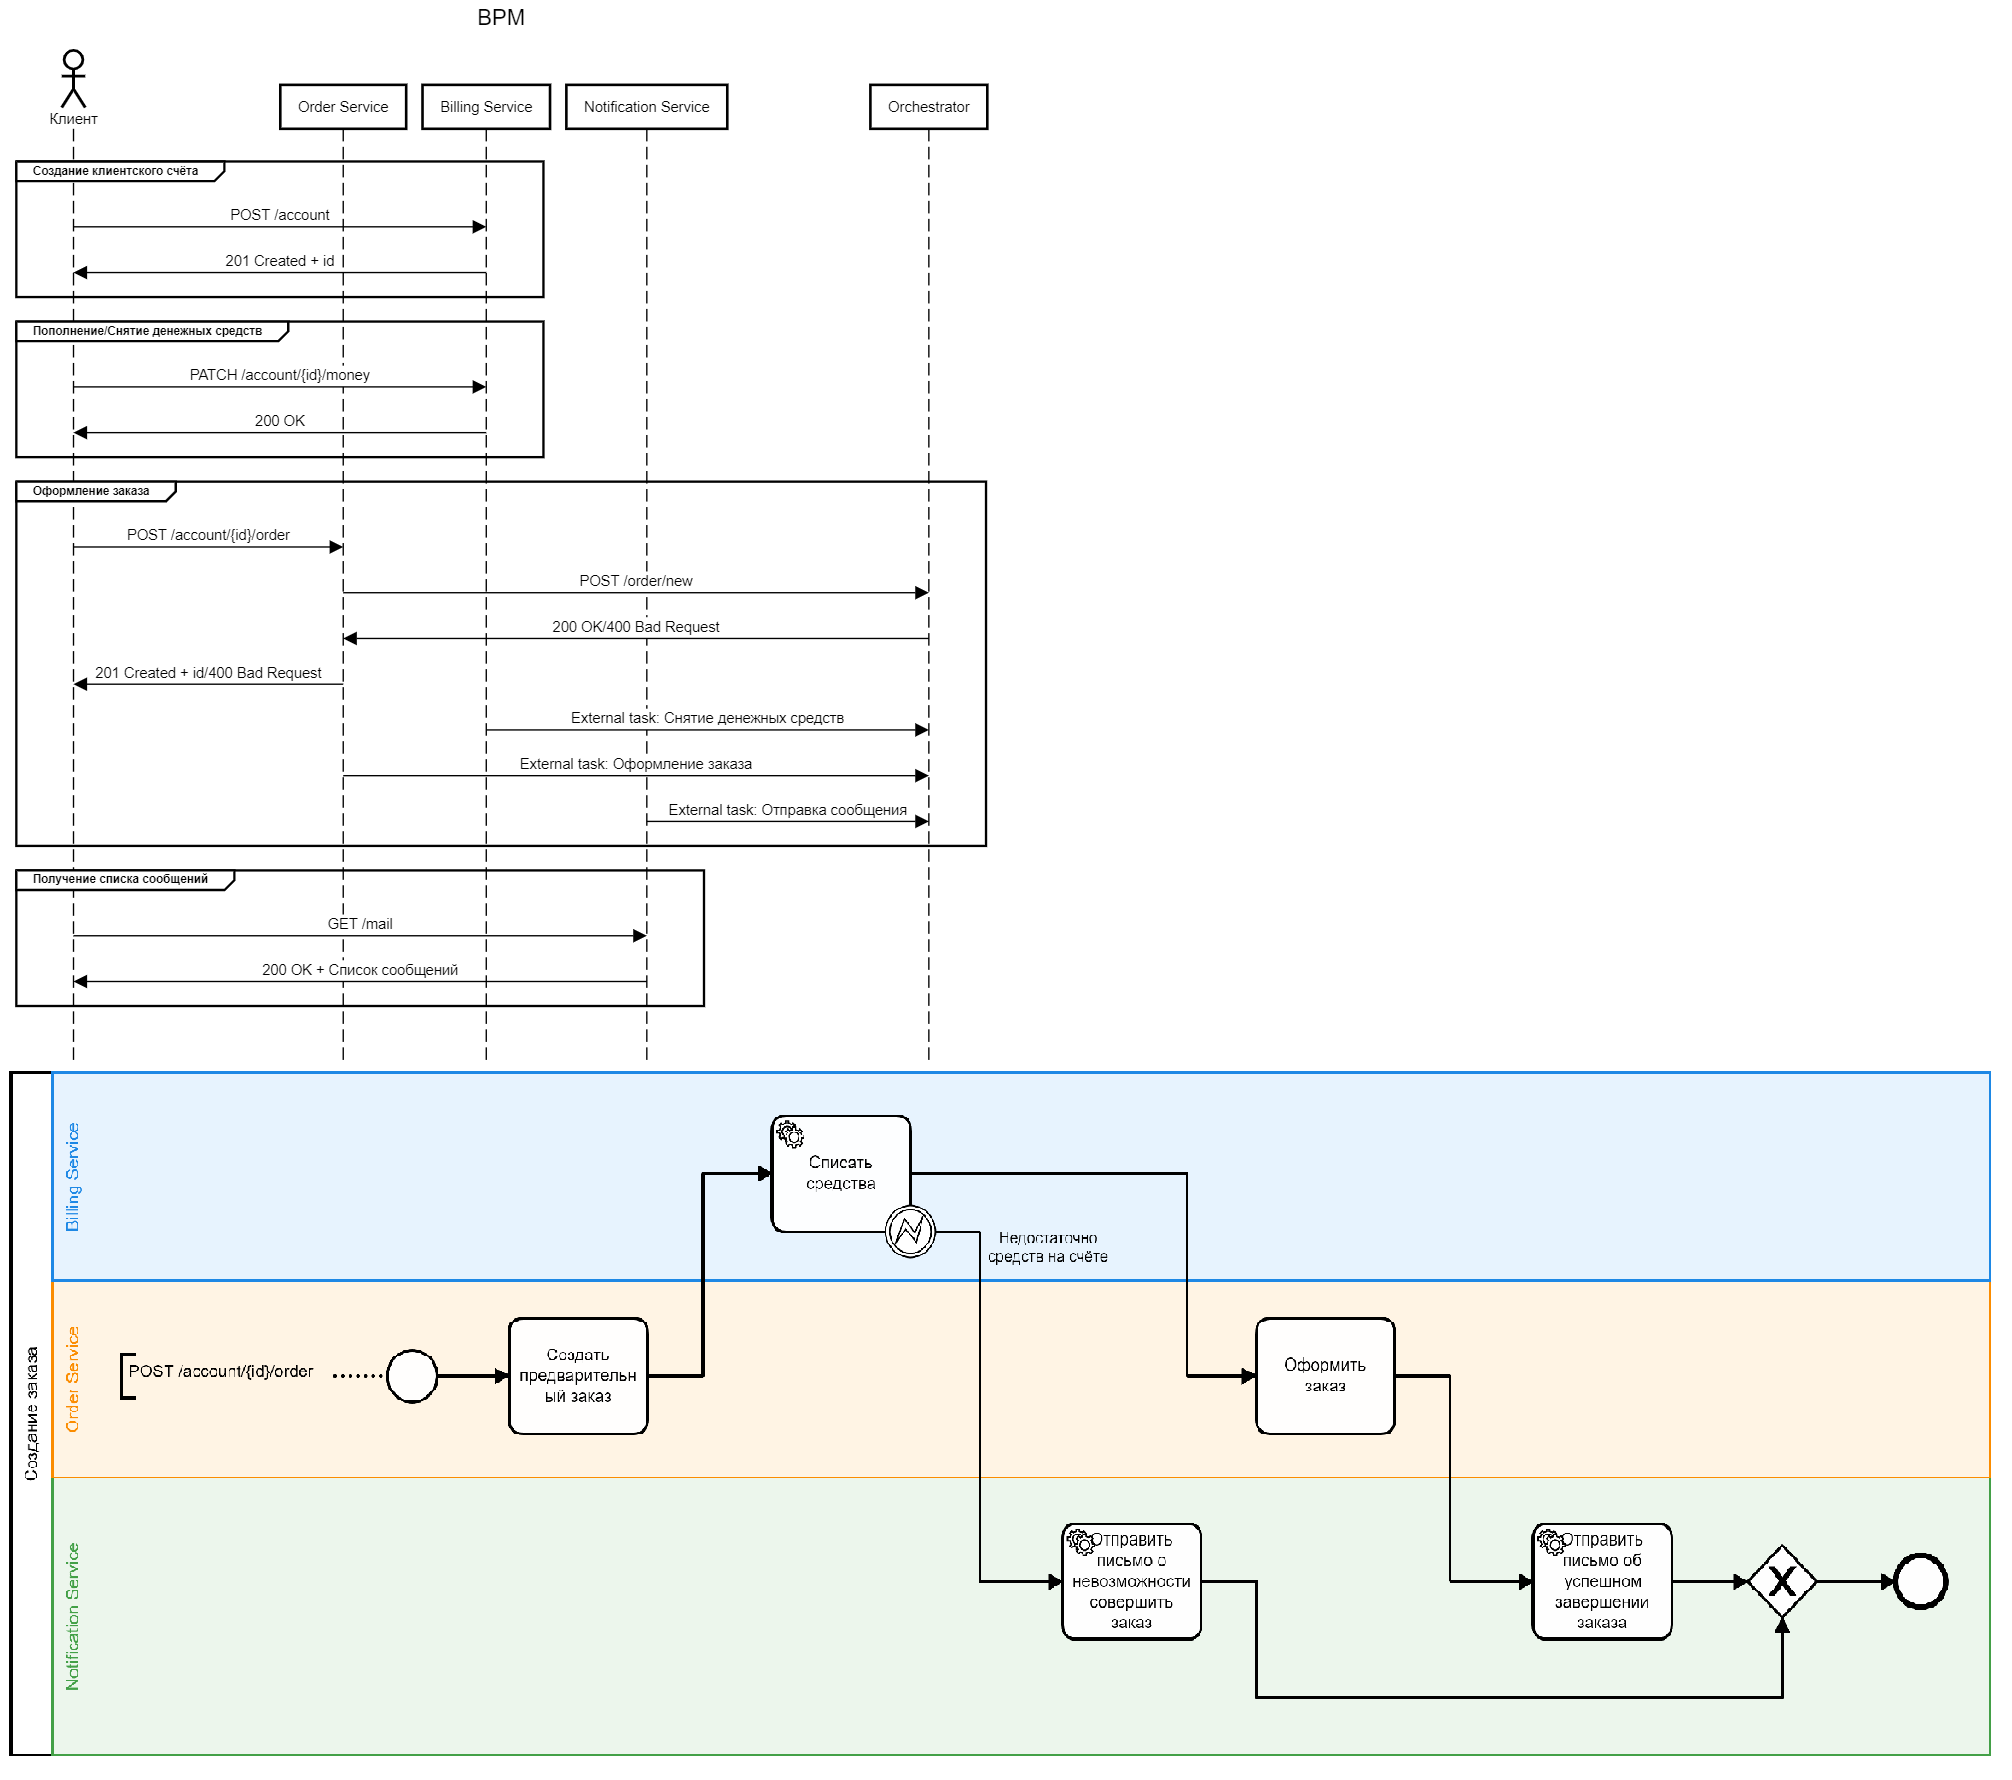 BPM
Клиент
Order Service
Billing Service
Notification Service
Orchestrator
Создание клиентского счёта
POST /account
201 Created + id
Пополнение/Снятие денежных средств
PATCH /account/{id}/money
200 OK
Оформление заказа
POST /account/{id}/order
POST /order/new
200 OK/400 Bad Request
201 Created + id/400 Bad Request
External task: Снятие денежных средств
External task: Оформление заказа
External task: Отправка сообщения
Получение списка сообщений
GET /mail
200 OK + Список сообщений
Создание заказа
Billing Service
Списать
средства
Недостаточно
средств на счёте
Order Service
POST /account/{id}/order
Создать
предварительн
ый заказ
Оформить
заказ
Notification Service
Отправить
письмо о
невозможности
совершить
заказ
Отправить
письмо об
успешном
завершении
заказа